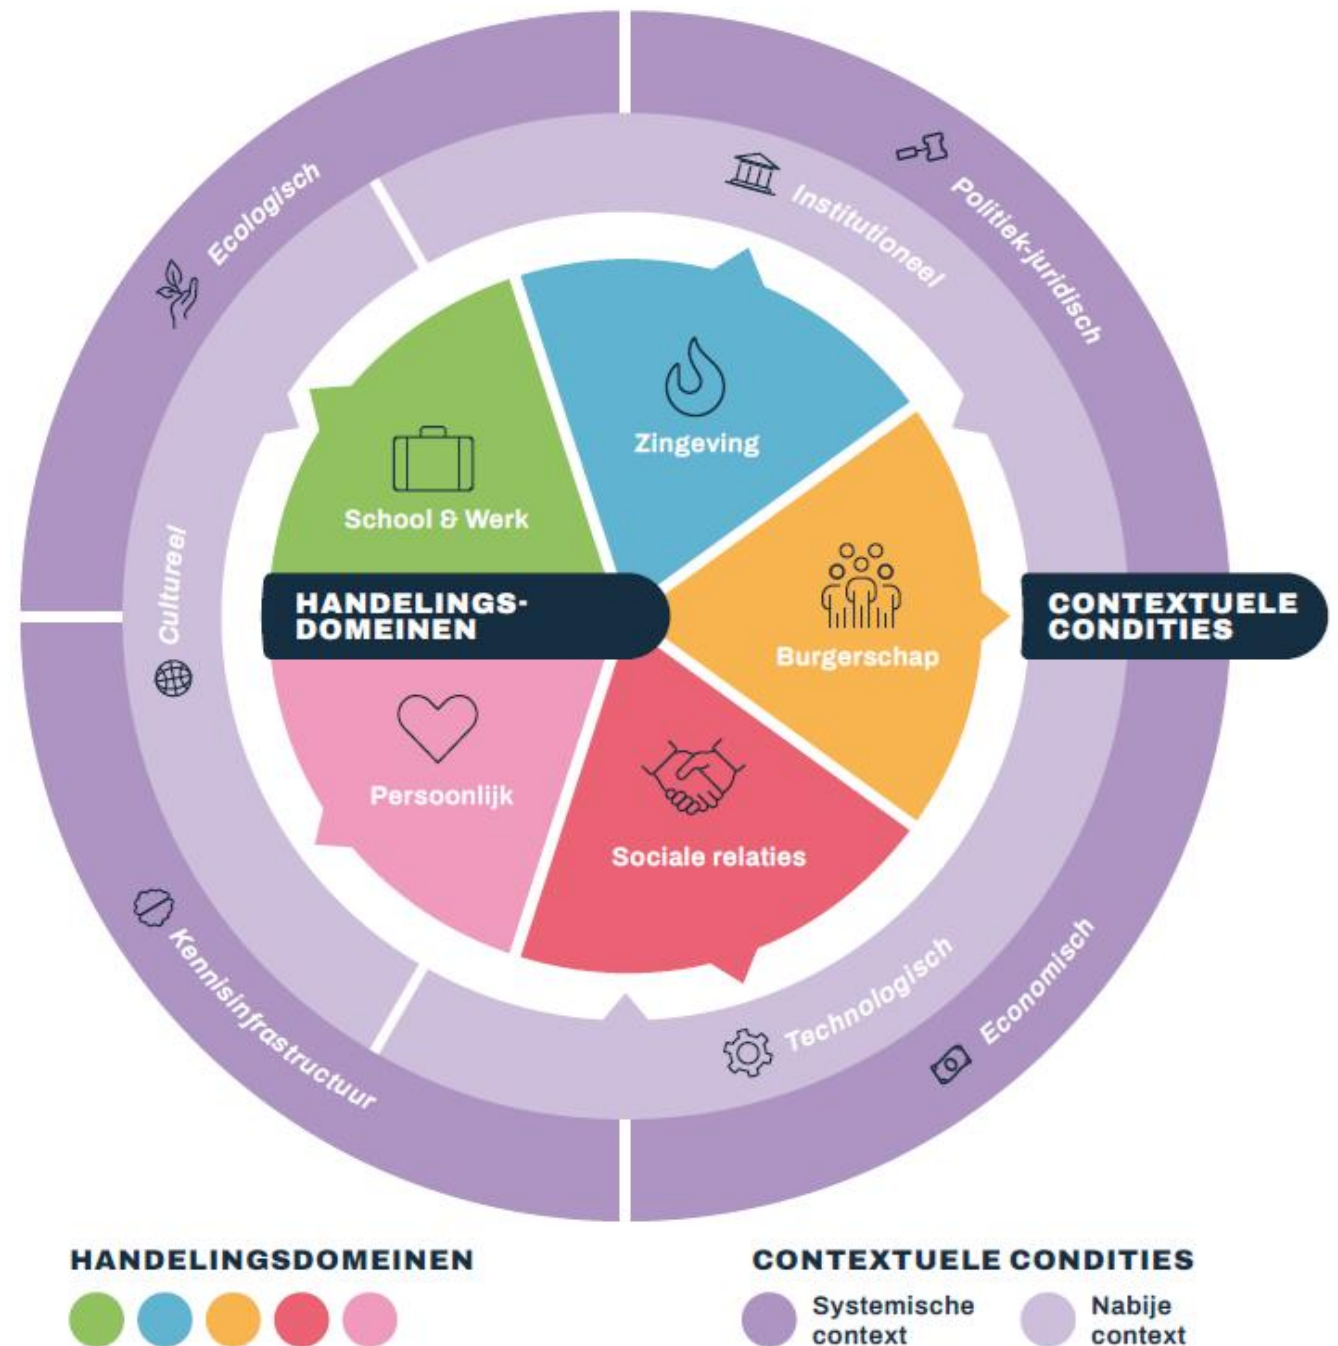 Ecologisch
Politiek-juridisch
Institutioneel
Zingeving
School & Werk
Cultureel
HANDELINGS-
DOMEINEN
CONTEXTUELE
CONDITIES
Burgerschap
Persoonlijk
Sociale relaties
Kennisinfrastructuur
Technologisch
Economisch
HANDELINGSDOMEINEN
CONTEXTUELE CONDITIES
Systemische
context
Nabije
context